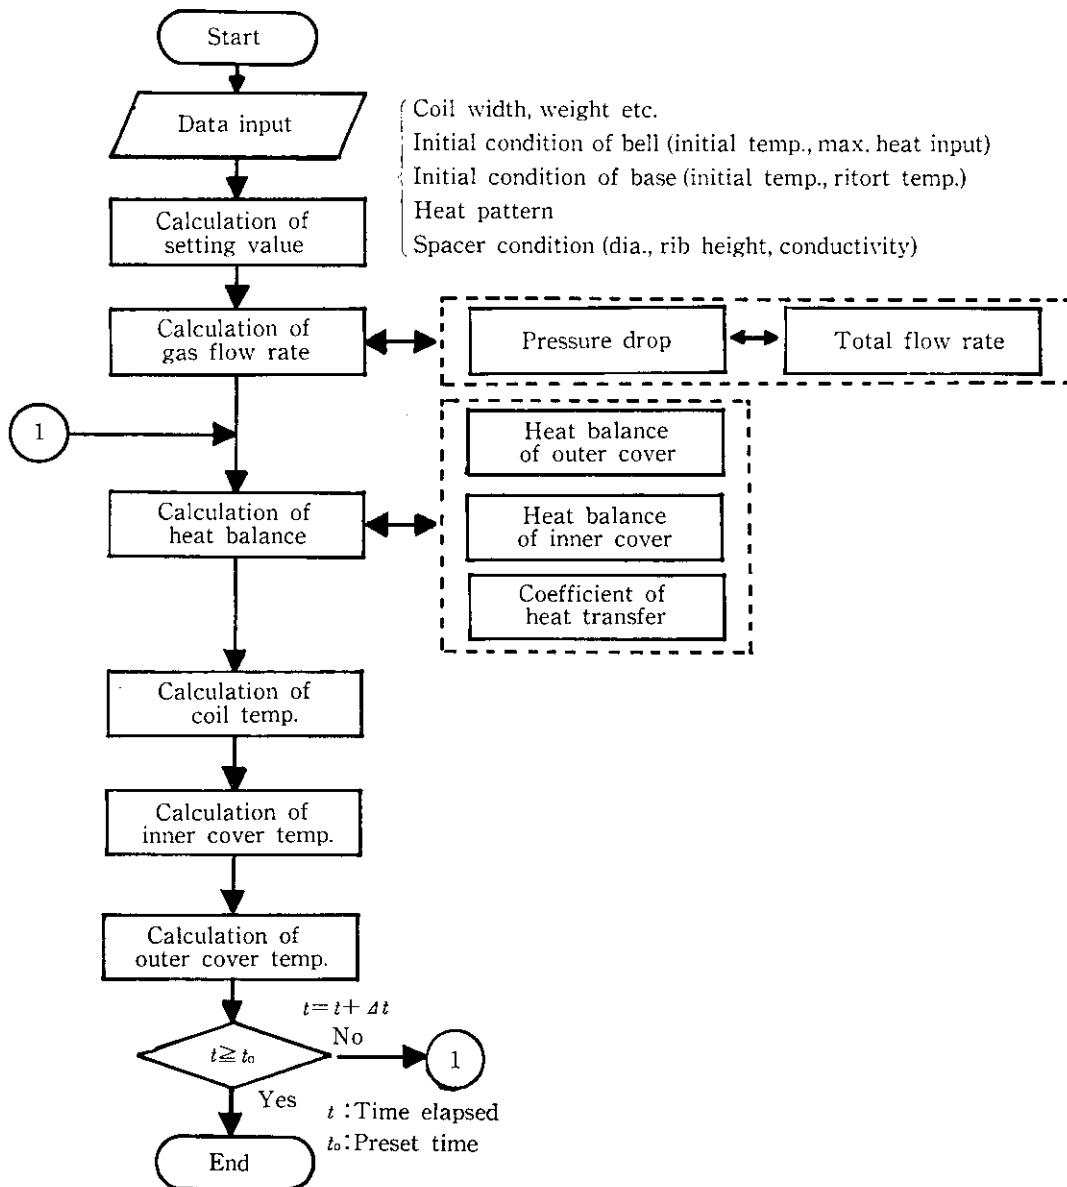 Start
Data input
Coil width, weight etc.
Initial condition of bell (initial temp., max. heat input)
Initial condition of base (initial temp., ritort temp.)
Heat pattern
Spacer condition (dia., rib height, conductivity)
Calculation of
setting value
Calculation of
gas flow rate
Pressure drop
Total flow rate
1
Heat balance
of outer cover
Calculation of
heat balance
Heat balance
of inner cover
Coefficient of
heat transfer
Calculation of
coil temp.
Calculation of
inner cover temp.
Calculation of
outer cover temp.
t=t+Δt
No
t≧t₀
1
Yes
t :Time elapsed
t₀:Preset time
End